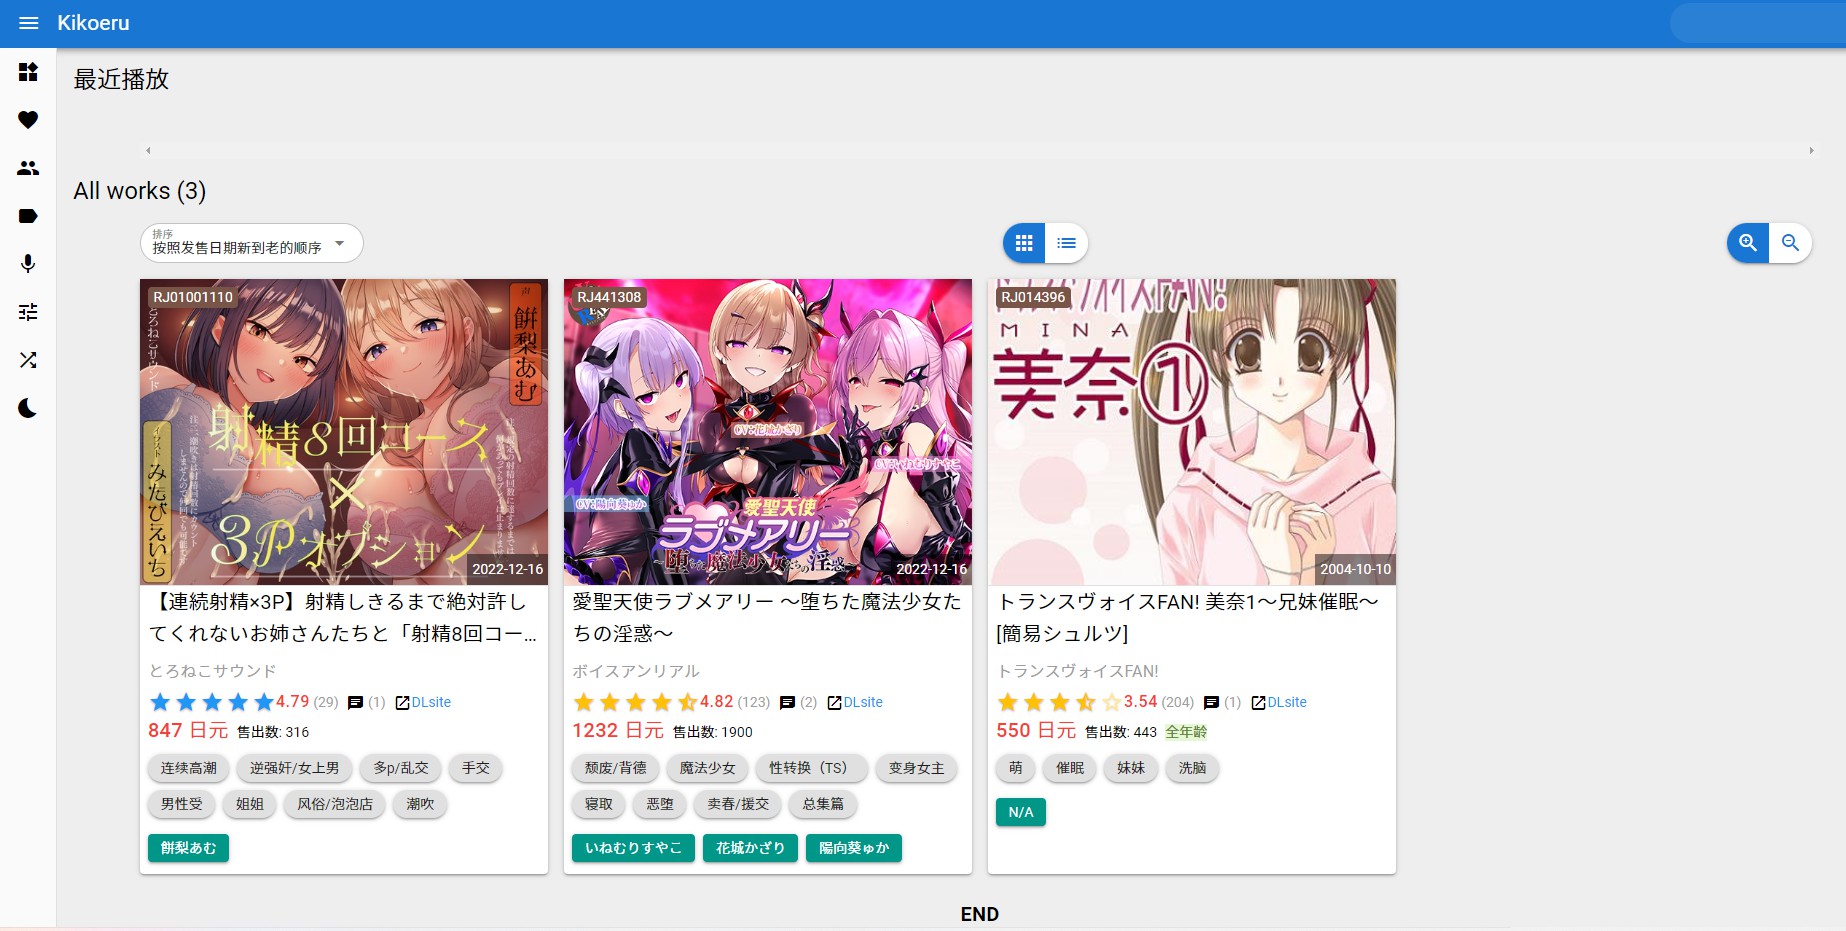 Kikoeru
最近播放
All works (3)
排序
按照发售日期新到老的顺序
RJ01001110
とろねこサウンド
餅梨あむ
射精8回コース
×
3Pオプション
イラスト
みたびえいち
2022-12-16
【連続射精×3P】射精しきるまで絶対許し
てくれないお姉さんたちと「射精8回コー...
とろねこサウンド
4.79 (29) (1) DLsite
847 日元 售出数: 316
连续高潮 逆强奸/女上男 多p/乱交 手交
男性受 姐姐 风俗/泡泡店 潮吹
餅梨あむ
RJ441308
CV:花城かざり
CV:いねむりすやこ
CV:陽向葵ゅか
愛聖天使
ラブメアリー
~堕ちた魔法少女たちの淫惑~
2022-12-16
愛聖天使ラブメアリー ～堕ちた魔法少女た
ちの淫惑～
ボイスアンリアル
4.82 (123) (2) DLsite
1232 日元 售出数: 1900
颓废/背德 魔法少女 性转换（TS） 变身女主
寝取 恶堕 卖春/援交 总集篇
いねむりすやこ 花城かざり 陽向葵ゅか
RJ014396
MINA
美奈①
2004-10-10
トランスヴォイスFAN! 美奈1～兄妹催眠～
[簡易シュルツ]
トランスヴォイスFAN!
3.54 (204) (1) DLsite
550 日元 售出数: 443 全年龄
萌 催眠 妹妹 洗脑
N/A
END